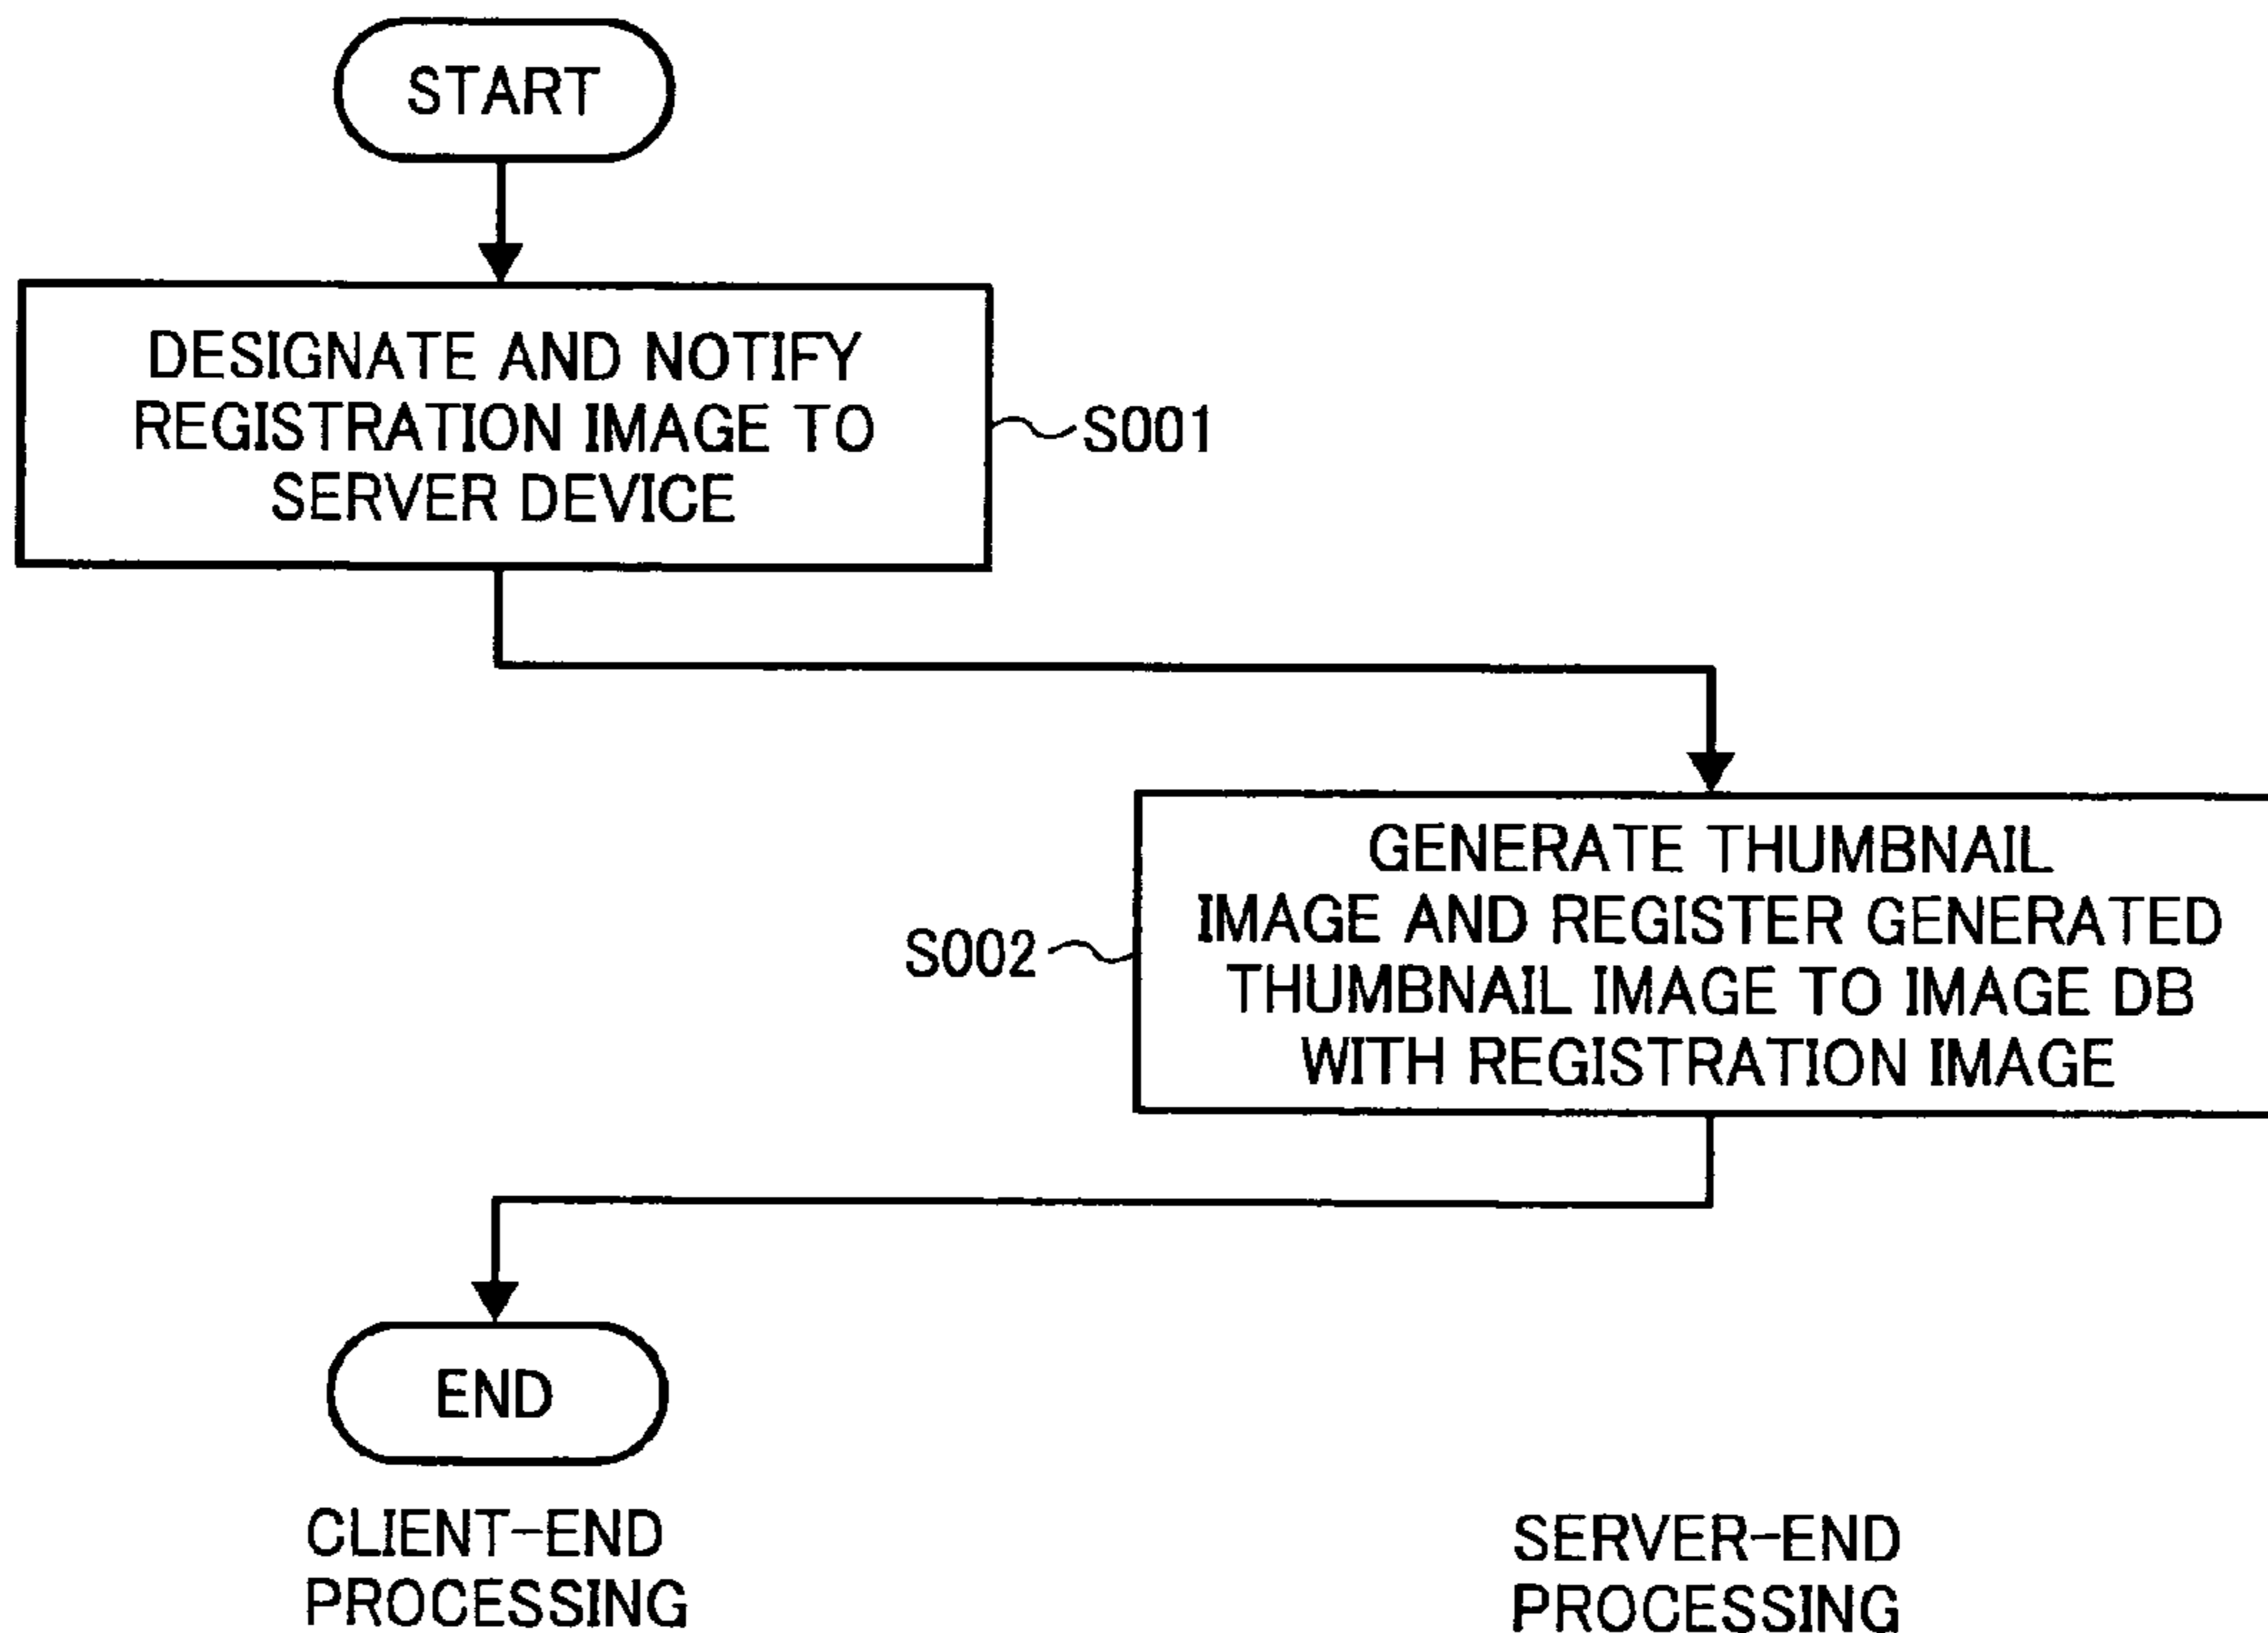 START
DESIGNATE AND NOTIFY
REGISTRATION IMAGE TO
SERVER DEVICE
S001
GENERATE THUMBNAIL
IMAGE AND REGISTER GENERATED
THUMBNAIL IMAGE TO IMAGE DB
WITH REGISTRATION IMAGE
S002
END
CLIENT-END
PROCESSING
SERVER-END
PROCESSING